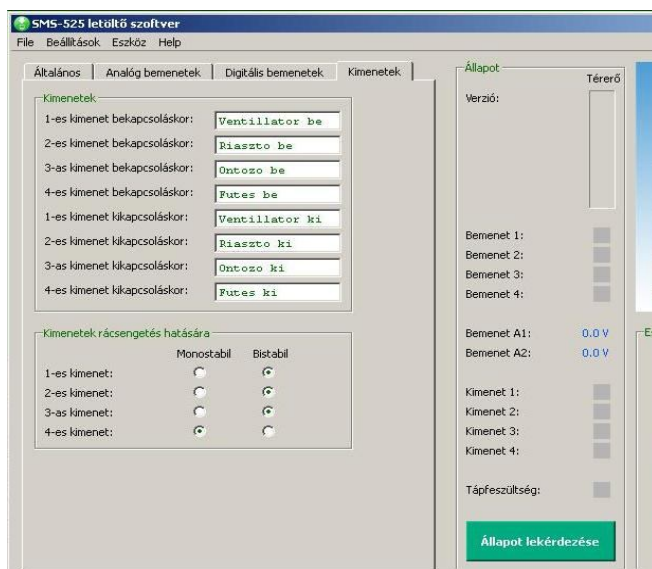 SMS-525 letöltő szoftver
File Beállítások Eszköz Help
Általános Analóg bemenetek Digitális bemenetek Kimenetek
Kimenetek
1-es kimenet bekapcsoláskor: Ventillator be
2-es kimenet bekapcsoláskor: Riaszto be
3-as kimenet bekapcsoláskor: Ontozo be
4-es kimenet bekapcsoláskor: Futes be
1-es kimenet kikapcsoláskor: Ventillator ki
2-es kimenet kikapcsoláskor: Riaszto ki
3-as kimenet kikapcsoláskor: Ontozo ki
4-es kimenet kikapcsoláskor: Futes ki
Kimenetek rácsengetés hatására
Monostabil Bistabil
1-es kimenet:
2-es kimenet:
3-as kimenet:
4-es kimenet:
Állapot
Térerő
Verzió:
Bemenet 1:
Bemenet 2:
Bemenet 3:
Bemenet 4:
Bemenet A1: 0.0 V
Bemenet A2: 0.0 V
Kimenet 1:
Kimenet 2:
Kimenet 3:
Kimenet 4:
Tápfeszültség:
Állapot lekérdezése